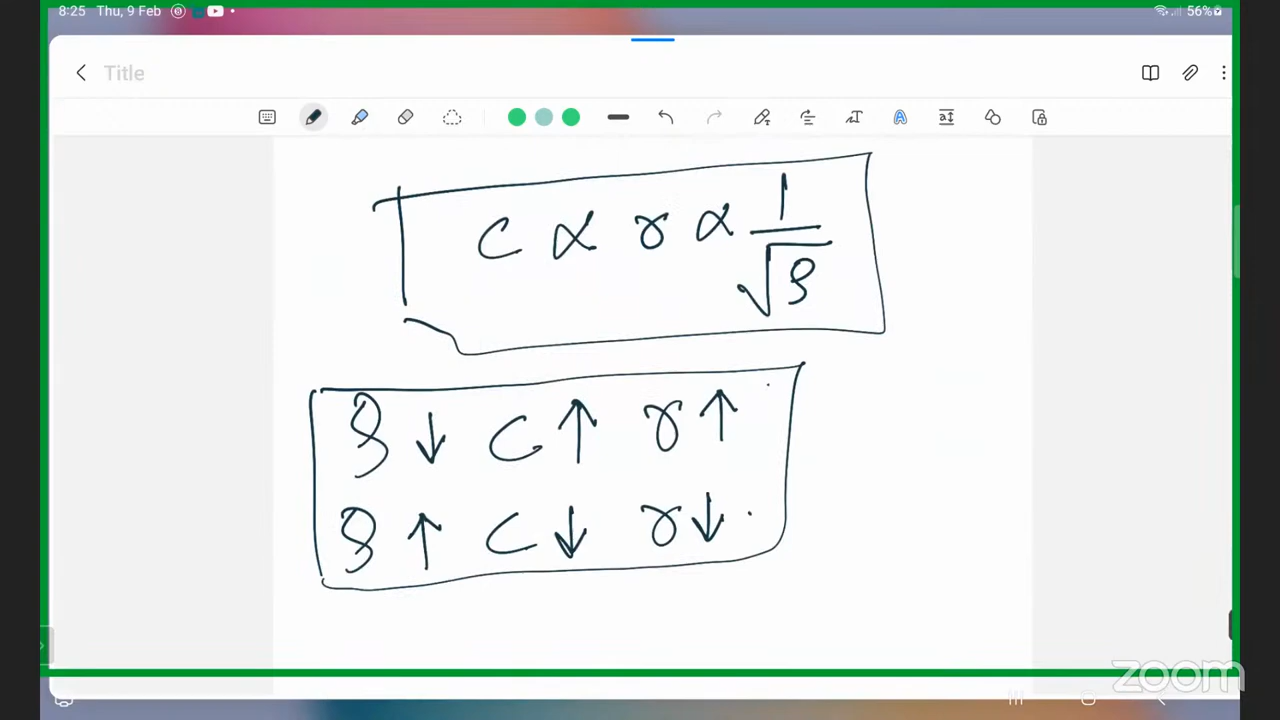 8:25 Thu, 9 Feb 56%
Title
C ∝ r ∝ 1/√ρ
ρ ↓ C ↑ r ↑
ρ ↑ C ↓ r ↓
zoom